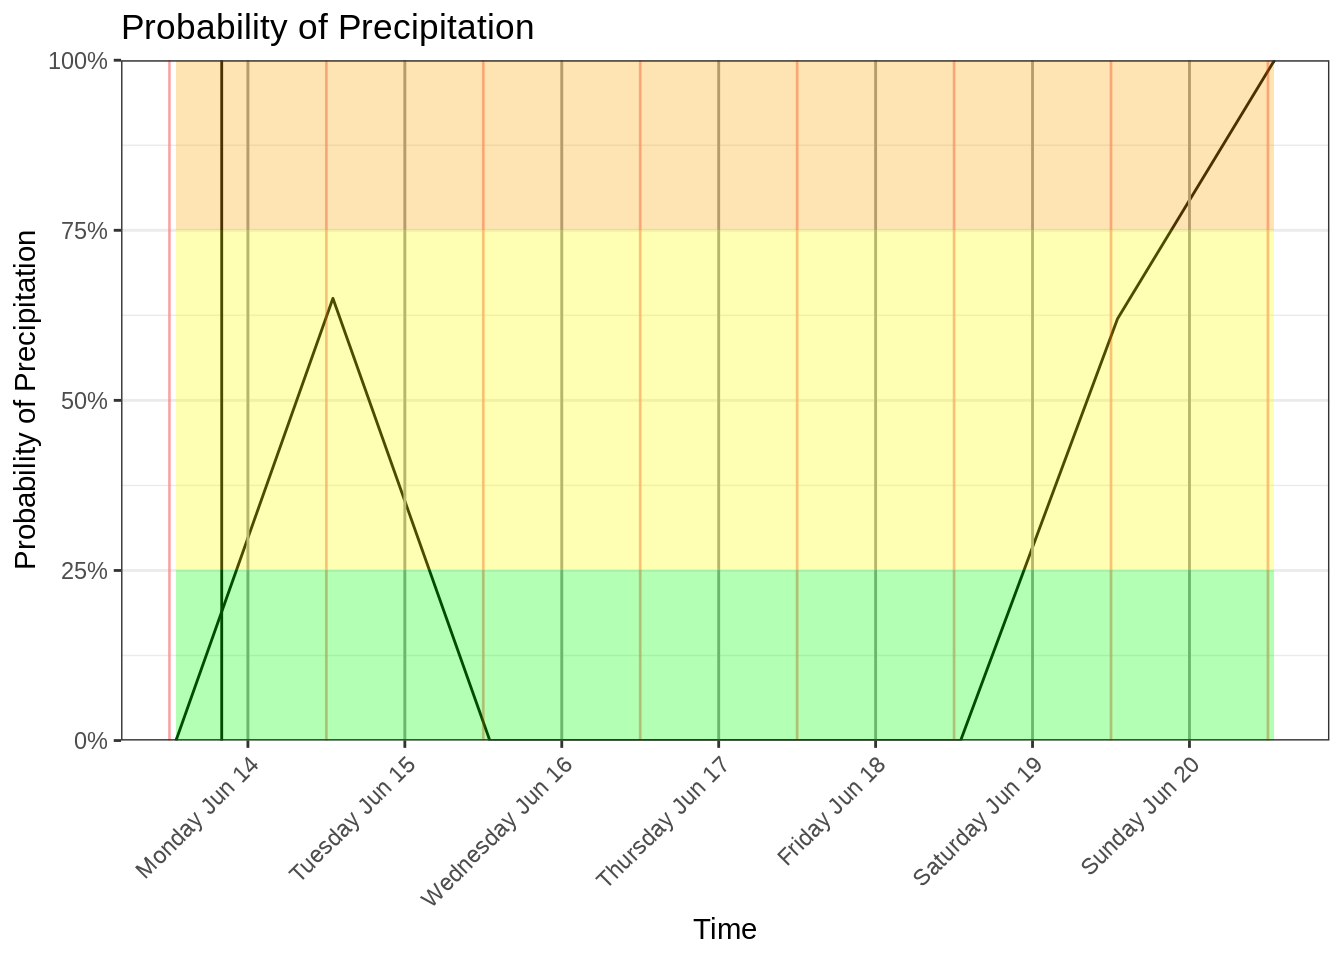 Probability of Precipitation
Probability of Precipitation
100%
75%
50%
25%
0%
Monday Jun 14
Tuesday Jun 15
Wednesday Jun 16
Thursday Jun 17
Friday Jun 18
Saturday Jun 19
Sunday Jun 20
Time